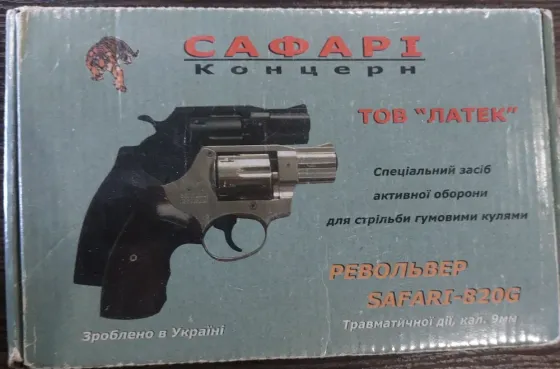 САФАРІ
Концерн
ТОВ "ЛАТЕК"
Спеціальний засіб
активної оборони
для стрільби гумовими кулями
РЕВОЛЬВЕР
SAFARI-820G
Травматичної дії, кал. 9мм
Зроблено в Україні